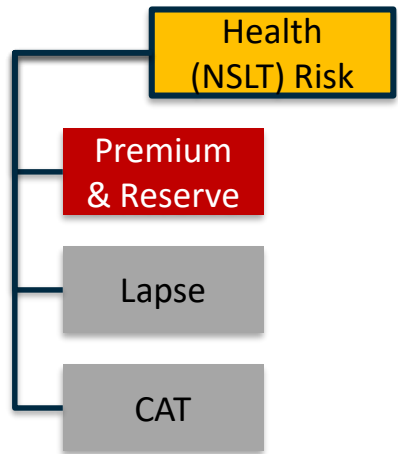 Health
(NSLT) Risk
Premium
& Reserve
Lapse
CAT